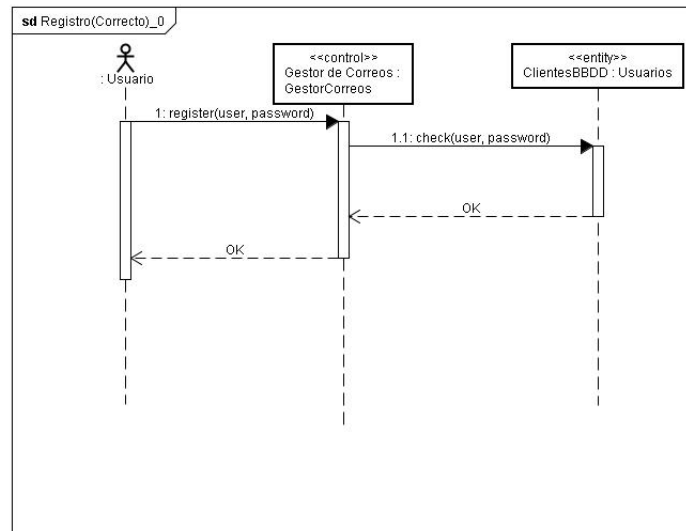 sd Registro(Correcto)_0
: Usuario
<<control>>
Gestor de Correos :
GestorCorreos
<<entity>>
ClientesBBDD : Usuarios
1: register(user, password)
1.1: check(user, password)
OK
OK